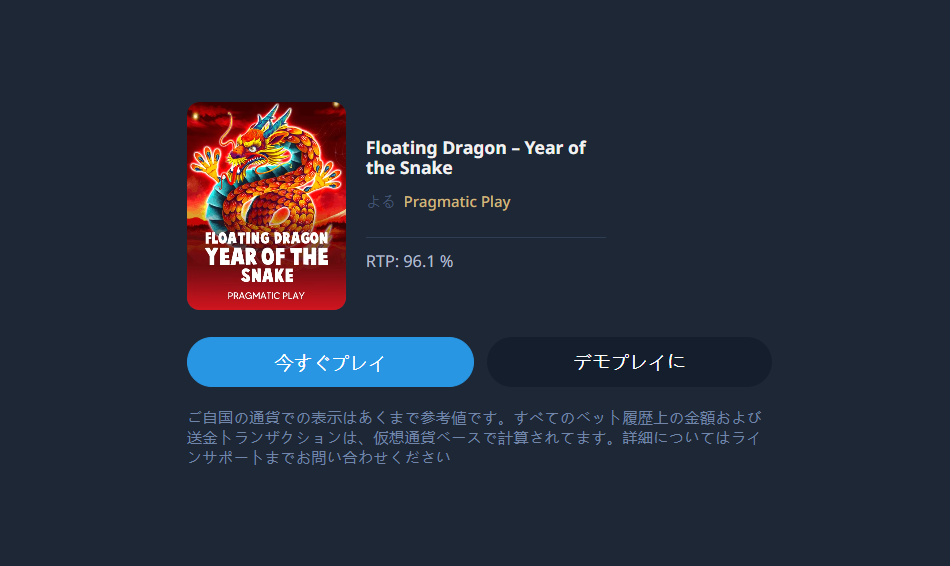 FLOATING DRAGON
YEAR OF THE
SNAKE
PRAGMATIC PLAY
Floating Dragon – Year of
the Snake
よる Pragmatic Play
RTP: 96.1 %
今すぐプレイ
デモプレイに
ご自国の通貨での表示はあくまで参考値です。すべてのベット履歴上の金額および
送金トランザクションは、仮想通貨ベースで計算されてます。詳細についてはライ
ンサポートまでお問い合わせください